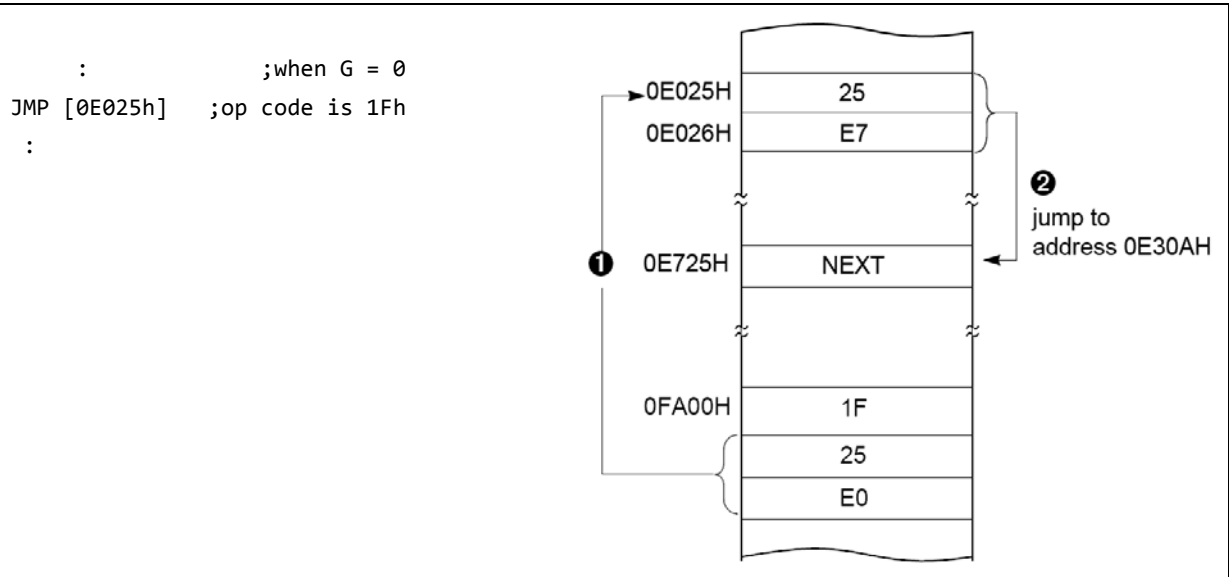 :                ;when G = 0
JMP [0E025h]   ;op code is 1Fh
:
0E025H 25
0E026H E7
❷
jump to
address 0E30AH
❶ 0E725H NEXT
0FA00H 1F
25
E0